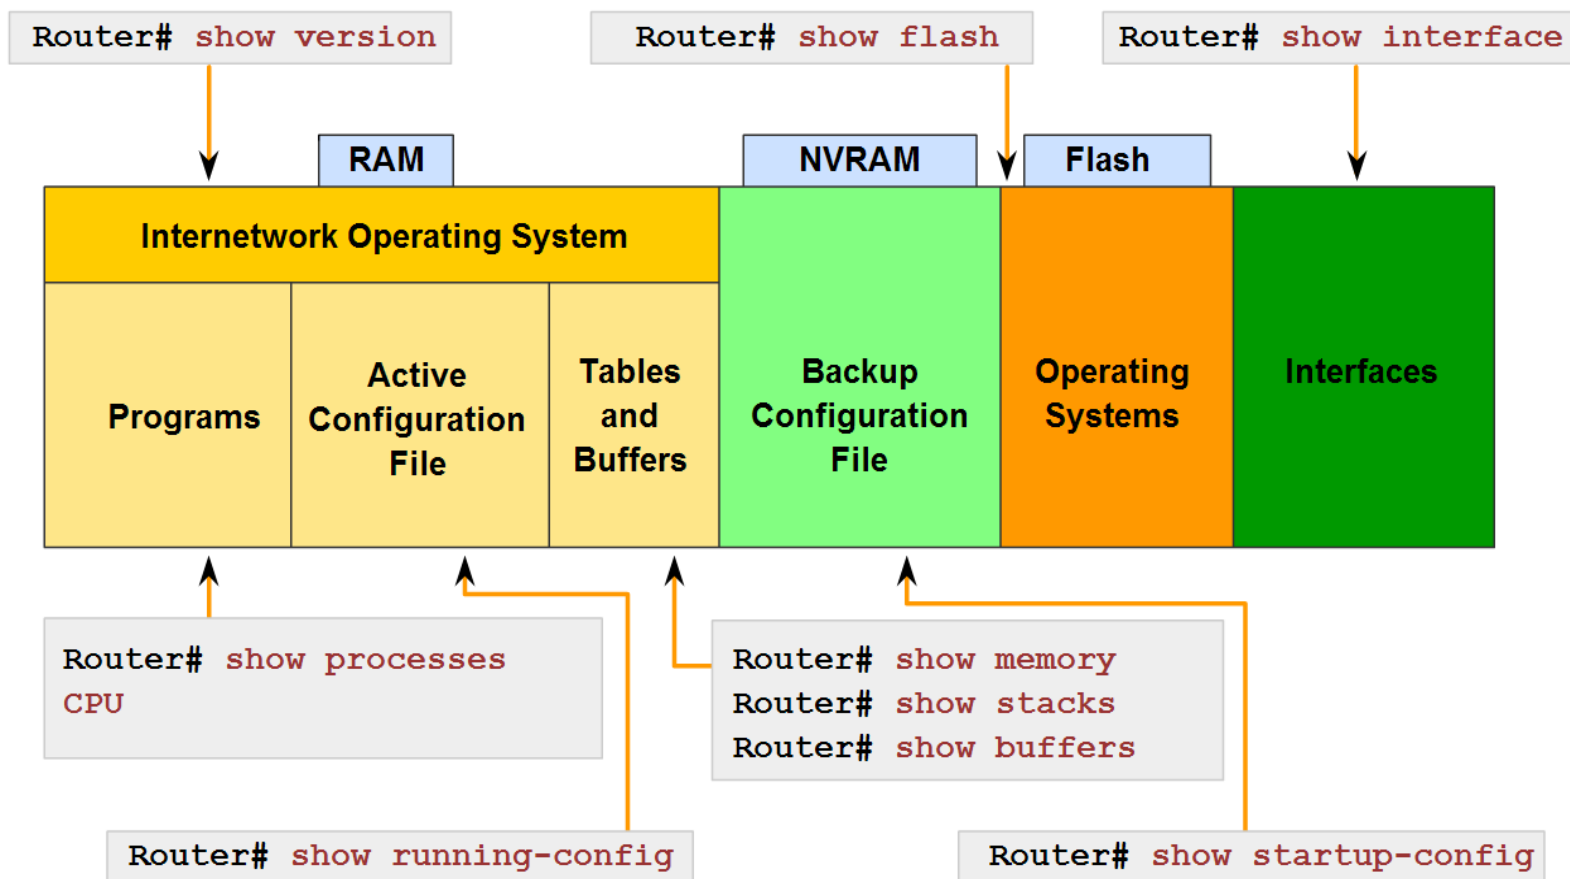 Router# show version
Router# show flash
Router# show interface
RAM
NVRAM
Flash
Internetwork Operating System
Programs
Active
Configuration
File
Tables
and
Buffers
Backup
Configuration
File
Operating
Systems
Interfaces
Router# show processes
CPU
Router# show memory
Router# show stacks
Router# show buffers
Router# show running-config
Router# show startup-config